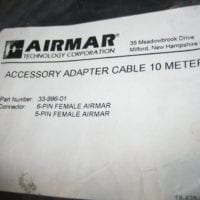 AIRMAR
TECHNOLOGY CORPORATION
35 Meadowbrook Drive
Milford, New Hampshire
ACCESSORY ADAPTER CABLE 10 METER
Part Number: 33-996-01
Connector: 6-PIN FEMALE AIRMAR
5-PIN FEMALE AIRMAR